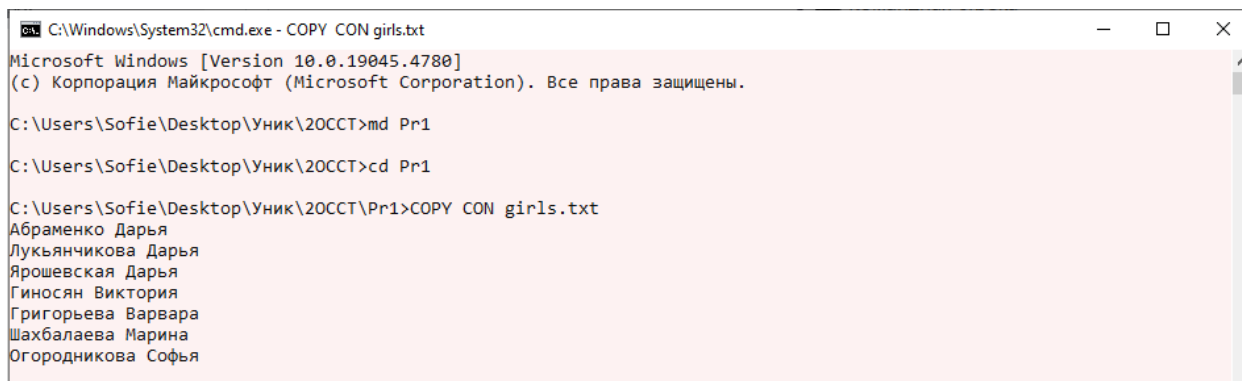 C:\Windows\System32\cmd.exe - COPY CON girls.txt
Microsoft Windows [Version 10.0.19045.4780]
(c) Корпорация Майкрософт (Microsoft Corporation). Все права защищены.
C:\Users\Sofie\Desktop\Уник\2ОССТ>md Pr1
C:\Users\Sofie\Desktop\Уник\2ОССТ>cd Pr1
C:\Users\Sofie\Desktop\Уник\2ОССТ\Pr1>COPY CON girls.txt
Абраменко Дарья
Лукьянчикова Дарья
Ярошевская Дарья
Гиносян Виктория
Григорьева Варвара
Шахбалаева Марина
Огородникова Софья